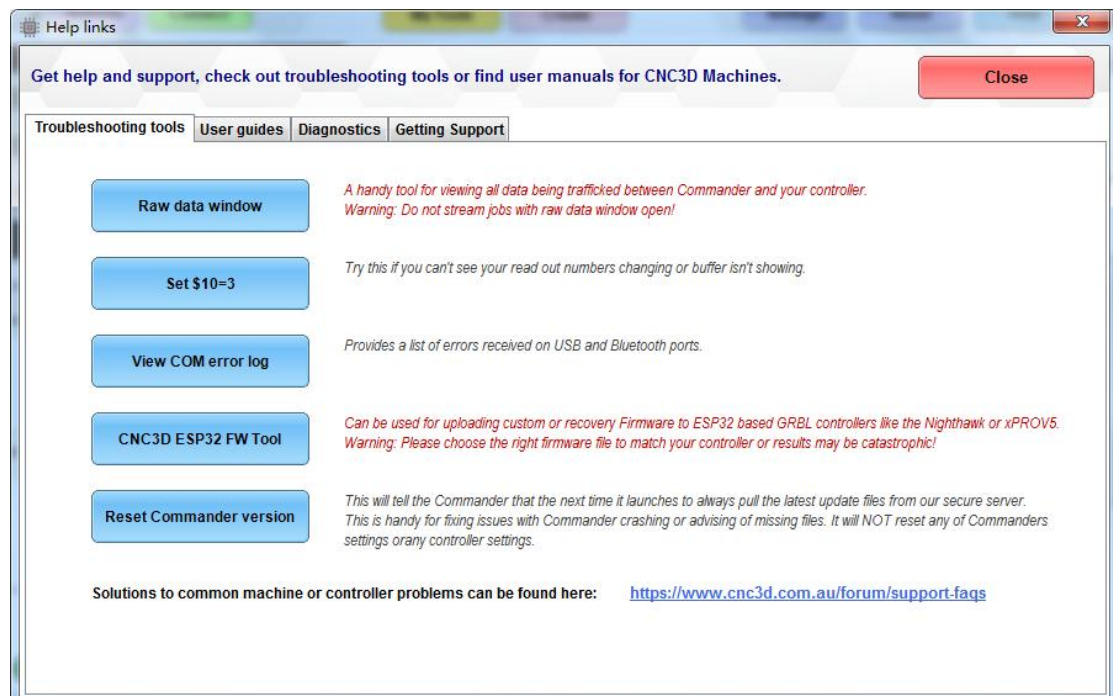 Help links
Get help and support, check out troubleshooting tools or find user manuals for CNC3D Machines.
Close
Troubleshooting tools
User guides
Diagnostics
Getting Support
Raw data window
A handy tool for viewing all data being trafficked between Commander and your controller.
Warning: Do not stream jobs with raw data window open!
Set $10=3
Try this if you can't see your read out numbers changing or buffer isn't showing.
View COM error log
Provides a list of errors received on USB and Bluetooth ports.
CNC3D ESP32 FW Tool
Can be used for uploading custom or recovery Firmware to ESP32 based GRBL controllers like the Nighthawk or xPROV5.
Warning: Please choose the right firmware file to match your controller or results may be catastrophic!
Reset Commander version
This will tell the Commander that the next time it launches to always pull the latest update files from our secure server.
This is handy for fixing issues with Commander crashing or advising of missing files. It will NOT reset any of Commanders
settings orany controller settings.
Solutions to common machine or controller problems can be found here:
https://www.cnc3d.com.au/forum/support-faqs